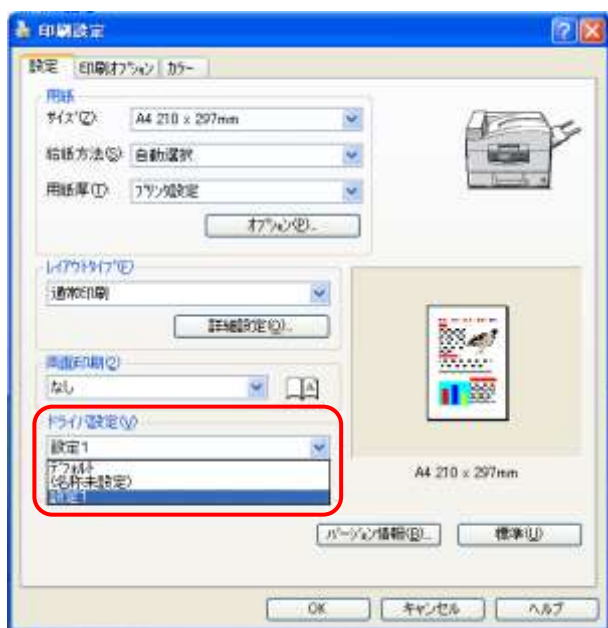 印刷設定
設定 印刷オプション カラー
用紙
サイズ(Z): A4 210 x 297mm
給紙方法(S): 自動選択
用紙厚(T): プリンタ設定
オプション(P)...
レイアウトタイプ(E)
通常印刷
詳細設定(O)...
両面印刷(2)
なし
ドライバ設定(V)
設定1
デフォルト
(名称未設定)
設定1
A4 210 x 297mm
バージョン情報(B)... 標準(U)
OK キャンセル ヘルプ